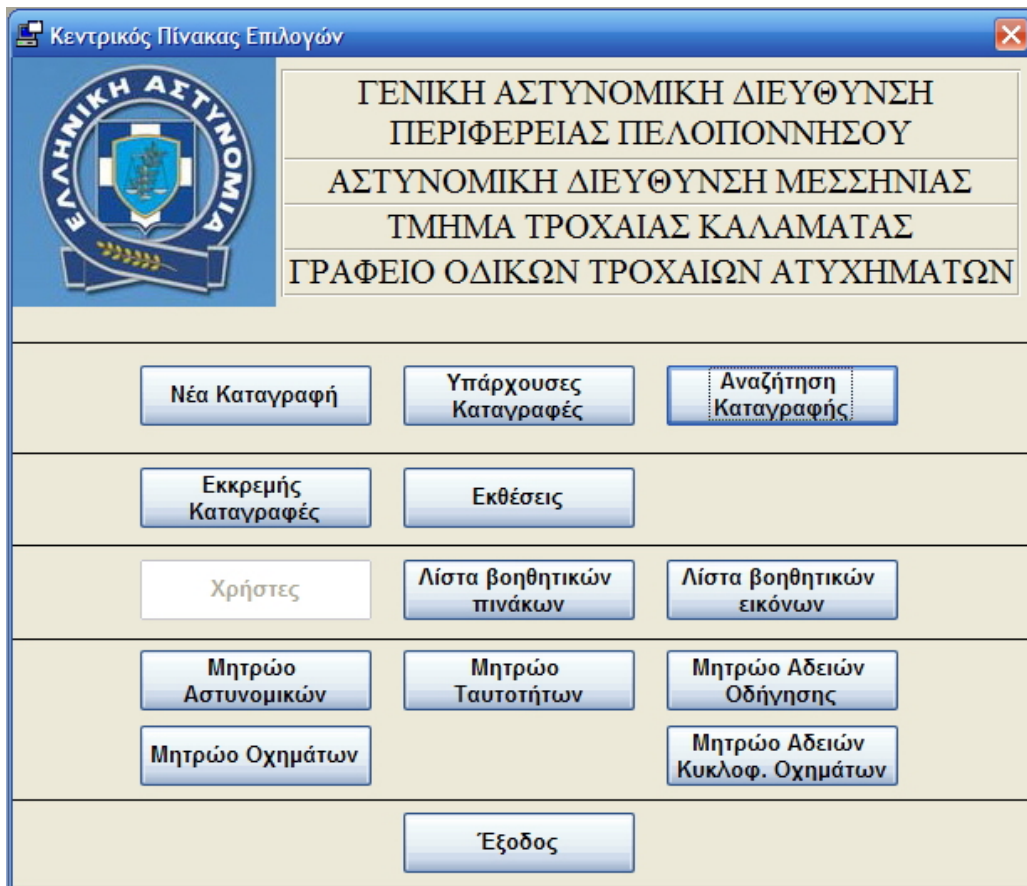 Κεντρικός Πίνακας Επιλογών
ΕΛΛΗΝΙΚΗ ΑΣΤΥΝΟΜΙΑ
ΓΕΝΙΚΗ ΑΣΤΥΝΟΜΙΚΗ ΔΙΕΥΘΥΝΣΗ
ΠΕΡΙΦΕΡΕΙΑΣ ΠΕΛΟΠΟΝΝΗΣΟΥ
ΑΣΤΥΝΟΜΙΚΗ ΔΙΕΥΘΥΝΣΗ ΜΕΣΣΗΝΙΑΣ
ΤΜΗΜΑ ΤΡΟΧΑΙΑΣ ΚΑΛΑΜΑΤΑΣ
ΓΡΑΦΕΙΟ ΟΔΙΚΩΝ ΤΡΟΧΑΙΩΝ ΑΤΥΧΗΜΑΤΩΝ
Νέα Καταγραφή
Υπάρχουσες
Καταγραφές
Αναζήτηση
Καταγραφής
Εκκρεμής
Καταγραφές
Εκθέσεις
Χρήστες
Λίστα βοηθητικών
πινάκων
Λίστα βοηθητικών
εικόνων
Μητρώο
Αστυνομικών
Μητρώο
Ταυτοτήτων
Μητρώο Αδειών
Οδήγησης
Μητρώο Οχημάτων
Μητρώο Αδειών
Κυκλοφ. Οχημάτων
Έξοδος